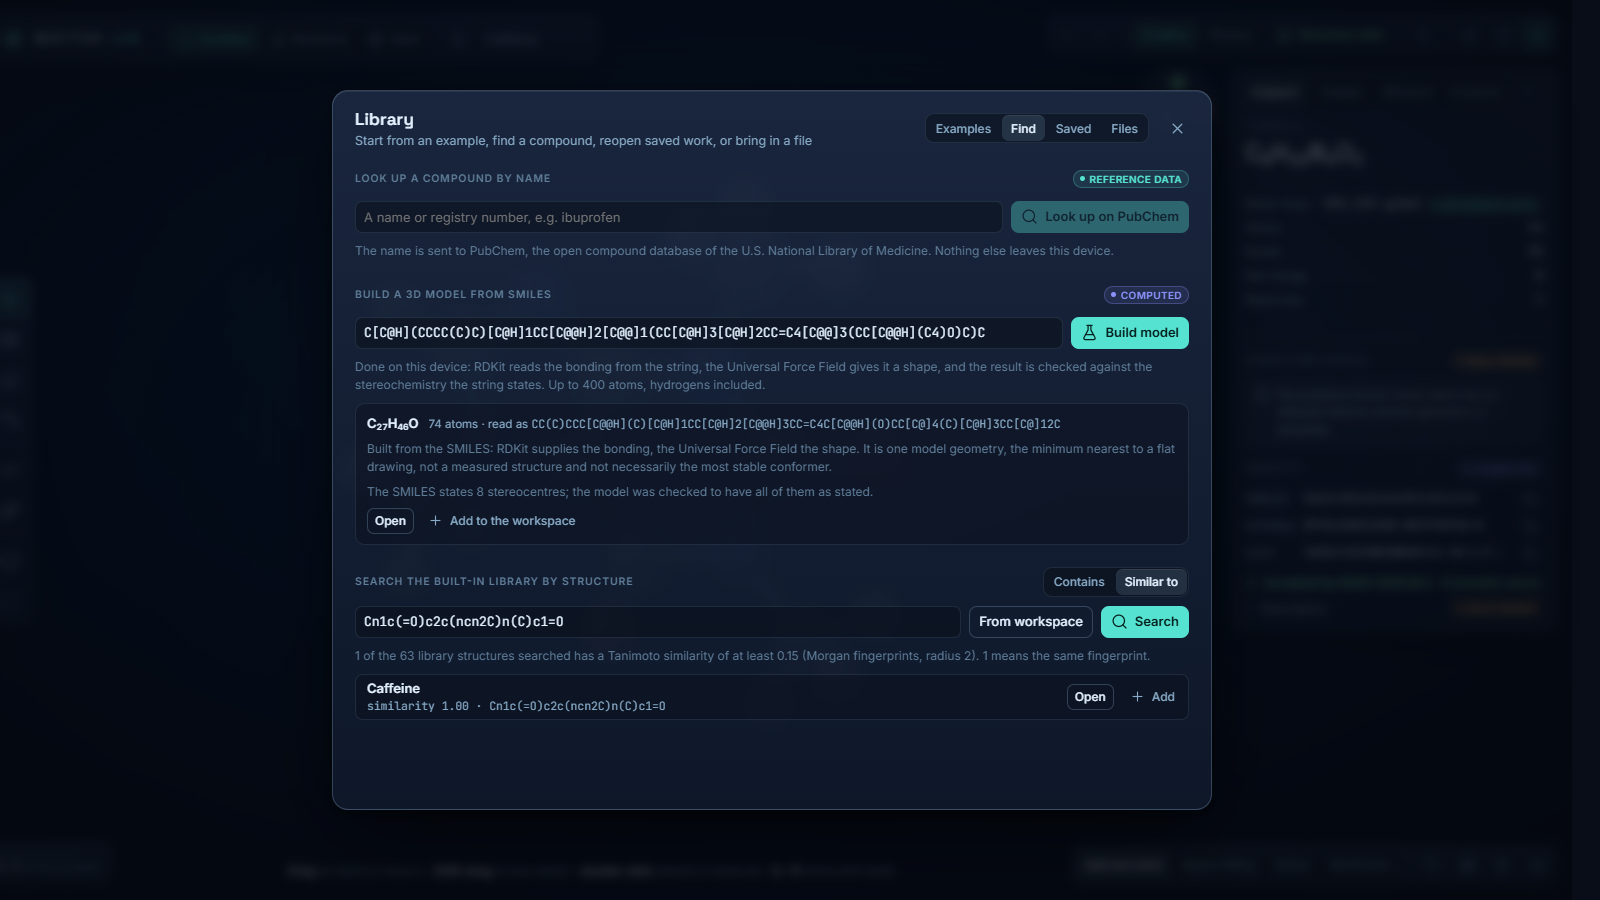 Library
Start from an example, find a compound, reopen saved work, or bring in a file
Examples Find Saved Files
LOOK UP A COMPOUND BY NAME
REFERENCE DATA
A name or registry number, e.g. ibuprofen
Look up on PubChem
The name is sent to PubChem, the open compound database of the U.S. National Library of Medicine. Nothing else leaves this device.
BUILD A 3D MODEL FROM SMILES
COMPUTED
C[C@H](CCCC(C)C)[C@H]1CC[C@@H]2[C@@]1(CC[C@H]3[C@H]2CC=C4[C@@]3(CC[C@@H](C4)O)C)C
Build model
Done on this device: RDKit reads the bonding from the string, the Universal Force Field gives it a shape, and the result is checked against the
stereochemistry the string states. Up to 400 atoms, hydrogens included.
C₂₇H₄₆O 74 atoms · read as CC(C)CCC[C@@H](C)[C@H]1CC[C@H]2[C@@H]3CC=C4C[C@@H](O)CC[C@]4(C)[C@H]3CC[C@]12C
Built from the SMILES: RDKit supplies the bonding, the Universal Force Field the shape. It is one model geometry, the minimum nearest to a flat
drawing, not a measured structure and not necessarily the most stable conformer.
The SMILES states 8 stereocentres; the model was checked to have all of them as stated.
Open + Add to the workspace
SEARCH THE BUILT-IN LIBRARY BY STRUCTURE
Contains Similar to
Cn1c(=O)c2c(ncn2C)n(C)c1=O
From workspace
Search
1 of the 63 library structures searched has a Tanimoto similarity of at least 0.15 (Morgan fingerprints, radius 2). 1 means the same fingerprint.
Caffeine
similarity 1.00 · Cn1c(=O)c2c(ncn2C)n(C)c1=O
Open + Add